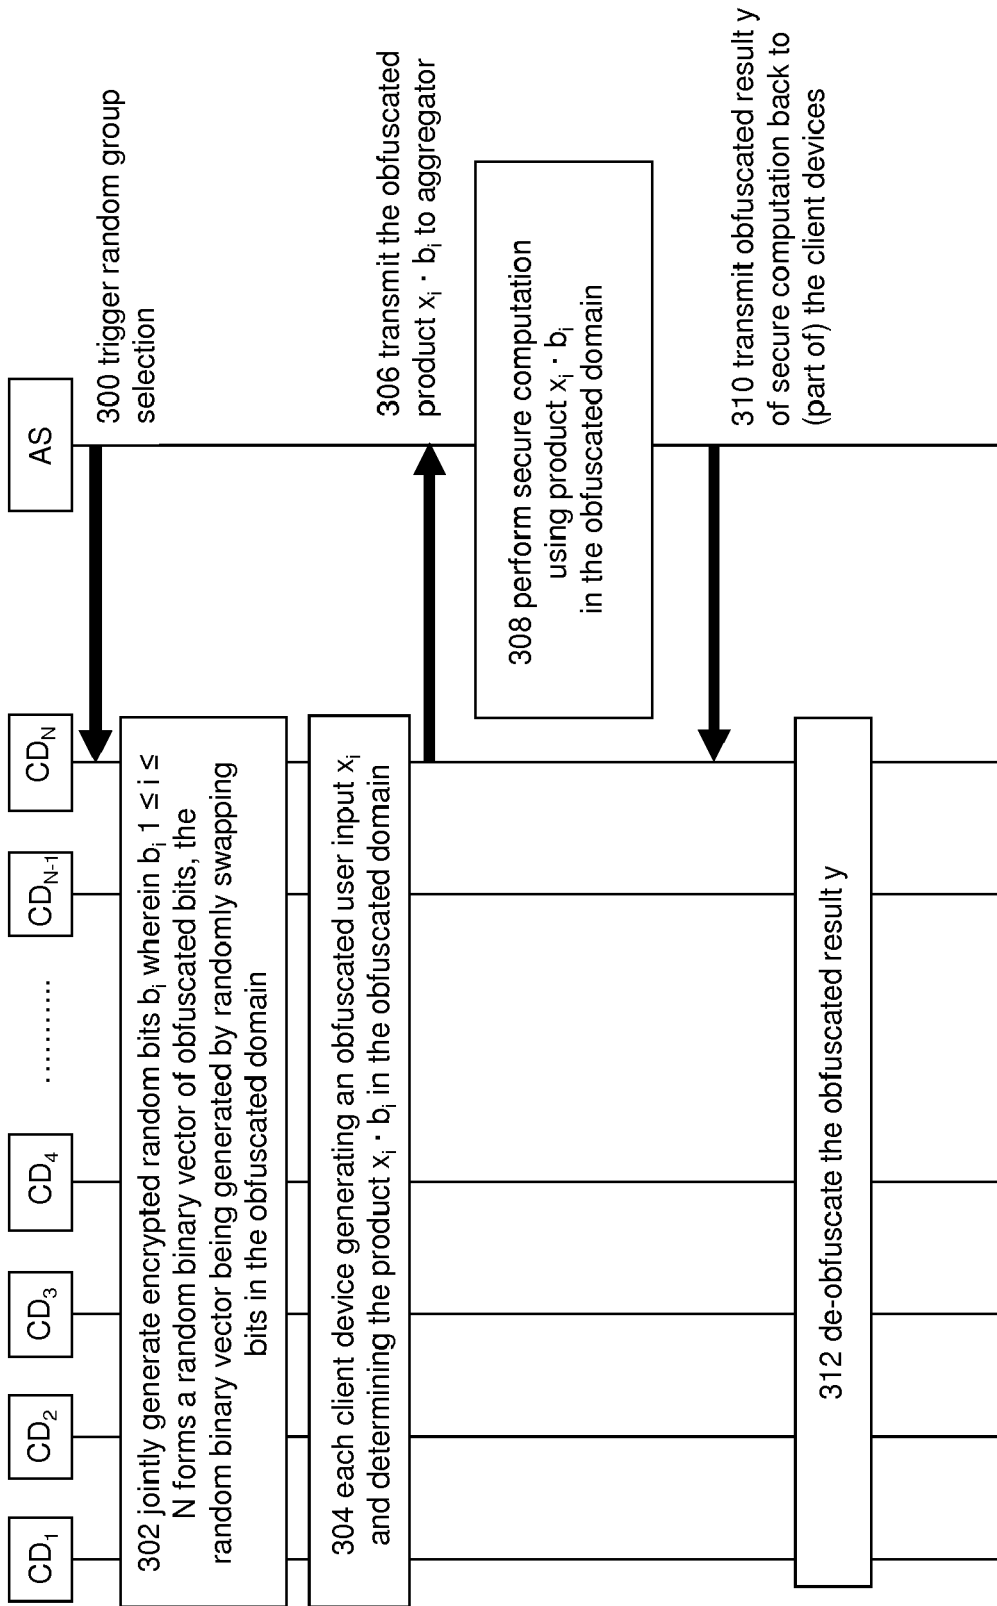 CD1
CD2
CD3
CD4
..........
CDN-1
CDN
AS
300 trigger random group
selection
302 jointly generate encrypted random bits bi wherein bi 1 ≤ i ≤
N forms a random binary vector of obfuscated bits, the
random binary vector being generated by randomly swapping
bits in the obfuscated domain
304 each client device generating an obfuscated user input xi
and determining the product xi · bi in the obfuscated domain
306 transmit the obfuscated
product xi · bi to aggregator
308 perform secure computation
using product xi · bi
in the obfuscated domain
310 transmit obfuscated result y
of secure computation back to
(part of) the client devices
312 de-obfuscate the obfuscated result y